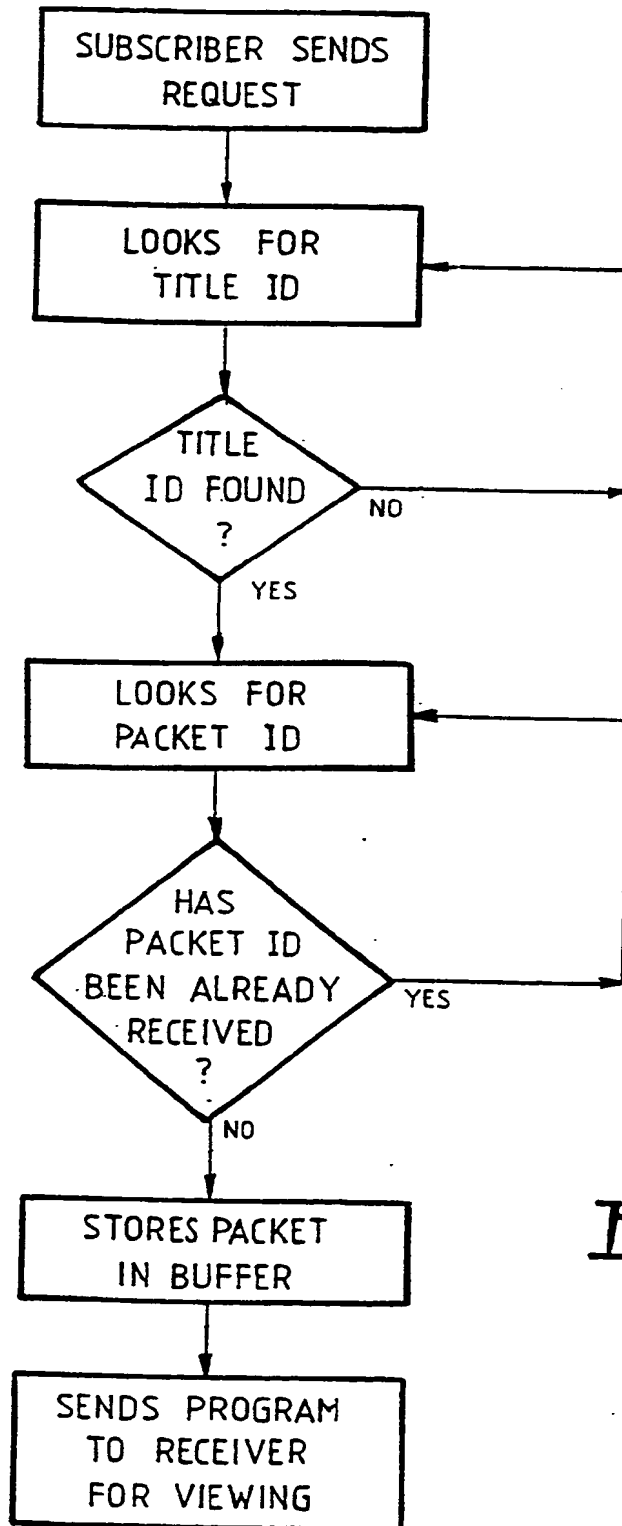 SUBSCRIBER SENDS
REQUEST
LOOKS FOR
TITLE ID
TITLE
ID FOUND
?
NO
YES
LOOKS FOR
PACKET ID
HAS
PACKET ID
BEEN ALREADY
RECEIVED
?
YES
NO
STORES PACKET
IN BUFFER
SENDS PROGRAM
TO RECEIVER
FOR VIEWING